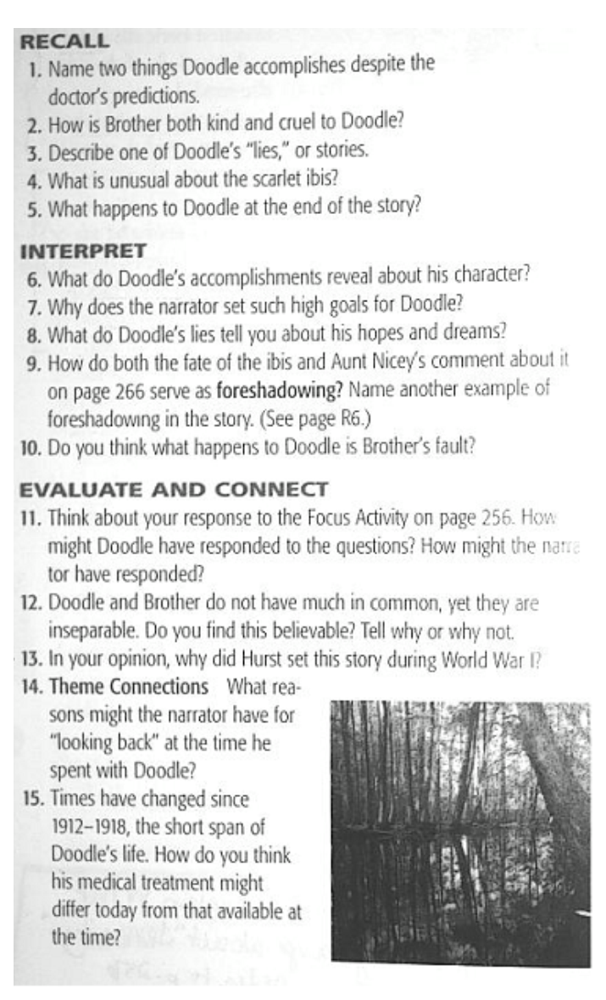 RECALL
1. Name two things Doodle accomplishes despite the
doctor's predictions.
2. How is Brother both kind and cruel to Doodle?
3. Describe one of Doodle's "lies," or stories.
4. What is unusual about the scarlet ibis?
5. What happens to Doodle at the end of the story?
INTERPRET
6. What do Doodle's accomplishments reveal about his character?
7. Why does the narrator set such high goals for Doodle?
8. What do Doodle's lies tell you about his hopes and dreams?
9. How do both the fate of the ibis and Aunt Nicey's comment about it
on page 266 serve as foreshadowing? Name another example of
foreshadowing in the story. (See page R6.)
10. Do you think what happens to Doodle is Brother's fault?
EVALUATE AND CONNECT
11. Think about your response to the Focus Activity on page 256. How
might Doodle have responded to the questions? How might the narra
tor have responded?
12. Doodle and Brother do not have much in common, yet they are
inseparable. Do you find this believable? Tell why or why not.
13. In your opinion, why did Hurst set this story during World War I?
14. Theme Connections What rea-
sons might the narrator have for
"looking back" at the time he
spent with Doodle?
15. Times have changed since
1912–1918, the short span of
Doodle's life. How do you think
his medical treatment might
differ today from that available at
the time?